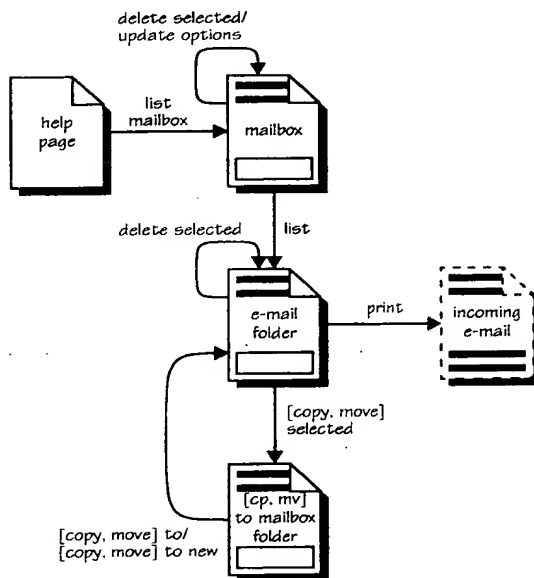 delete selected/
update options
list
mailbox
help
page
mailbox
delete selected
list
e-mail
folder
print
incoming
e-mail
[copy, move]
selected
[cp, mv]
to mailbox
folder
[copy, move] to/
[copy, move] to new